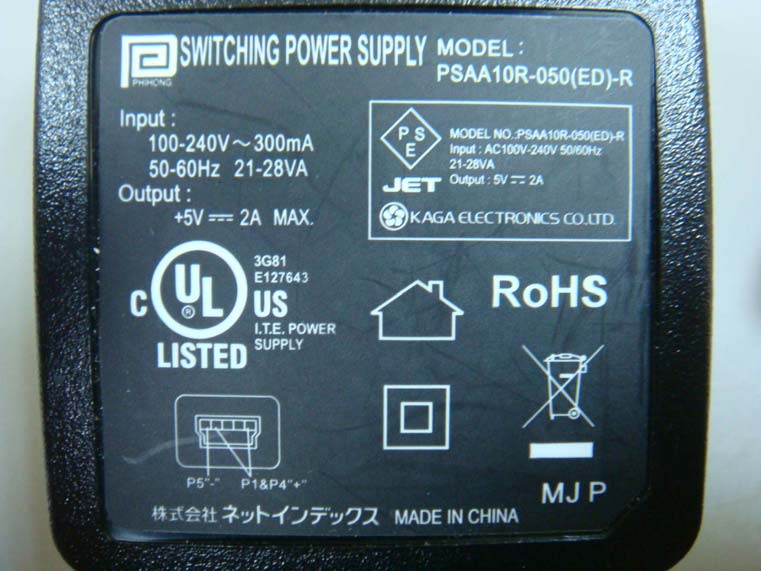 PHIHONG
SWITCHING POWER SUPPLY
MODEL :
PSAA10R-050(ED)-R
Input :
100-240V～300mA
50-60Hz 21-28VA
Output :
+5V⎓ 2A MAX.
PS
E
JET
MODEL NO.:PSAA10R-050(ED)-R
Input : AC100V-240V 50/60Hz
21-28VA
Output : 5V⎓ 2A
KAGA ELECTRONICS CO.LTD.
C UL ® US
LISTED
3G81
E127643
I.T.E. POWER
SUPPLY
RoHS
P5"-" P1&P4"+"
MJ P
株式会社 ネットインデックス MADE IN CHINA